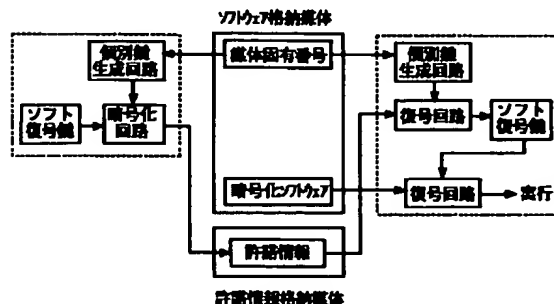 ソフトウェア格納媒体
個別鍵
生成回路
媒体固有番号
個別鍵
生成回路
ソフト
復号鍵
暗号化
回路
復号回路
ソフト
復号鍵
暗号化ソフトウェア
復号回路
実行
許諾情報
許諾情報格納媒体